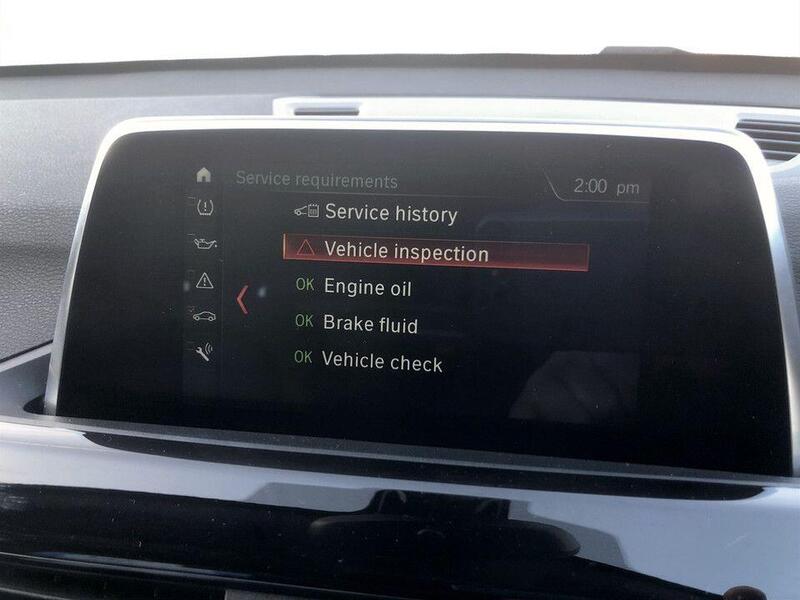 Service requirements
2:00 pm
Service history
Vehicle inspection
OK Engine oil
OK Brake fluid
OK Vehicle check